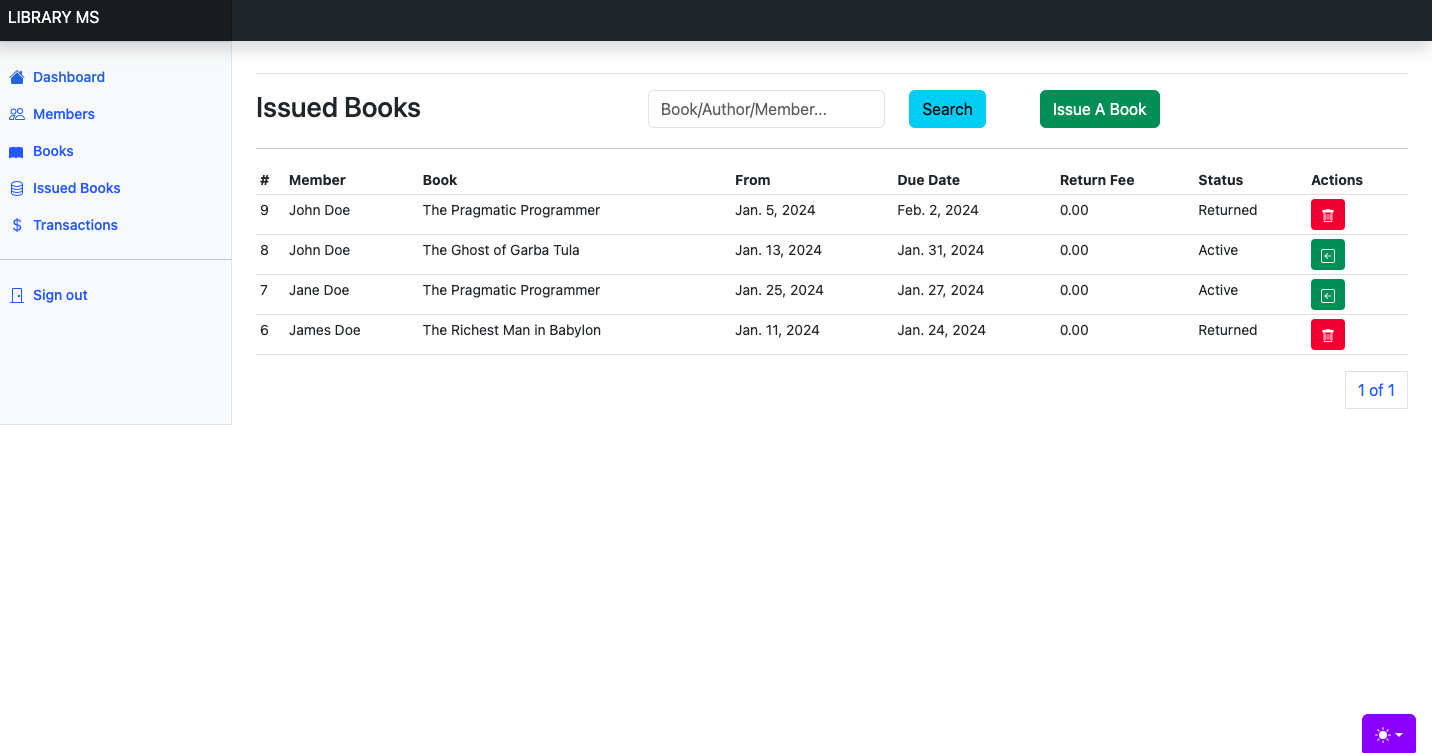 LIBRARY MS
Dashboard
Members
Books
Issued Books
Transactions
Sign out
Issued Books Book/Author/Member... Search Issue A Book
# Member Book From Due Date Return Fee Status Actions
9 John Doe The Pragmatic Programmer Jan. 5, 2024 Feb. 2, 2024 0.00 Returned
8 John Doe The Ghost of Garba Tula Jan. 13, 2024 Jan. 31, 2024 0.00 Active
7 Jane Doe The Pragmatic Programmer Jan. 25, 2024 Jan. 27, 2024 0.00 Active
6 James Doe The Richest Man in Babylon Jan. 11, 2024 Jan. 24, 2024 0.00 Returned
1 of 1